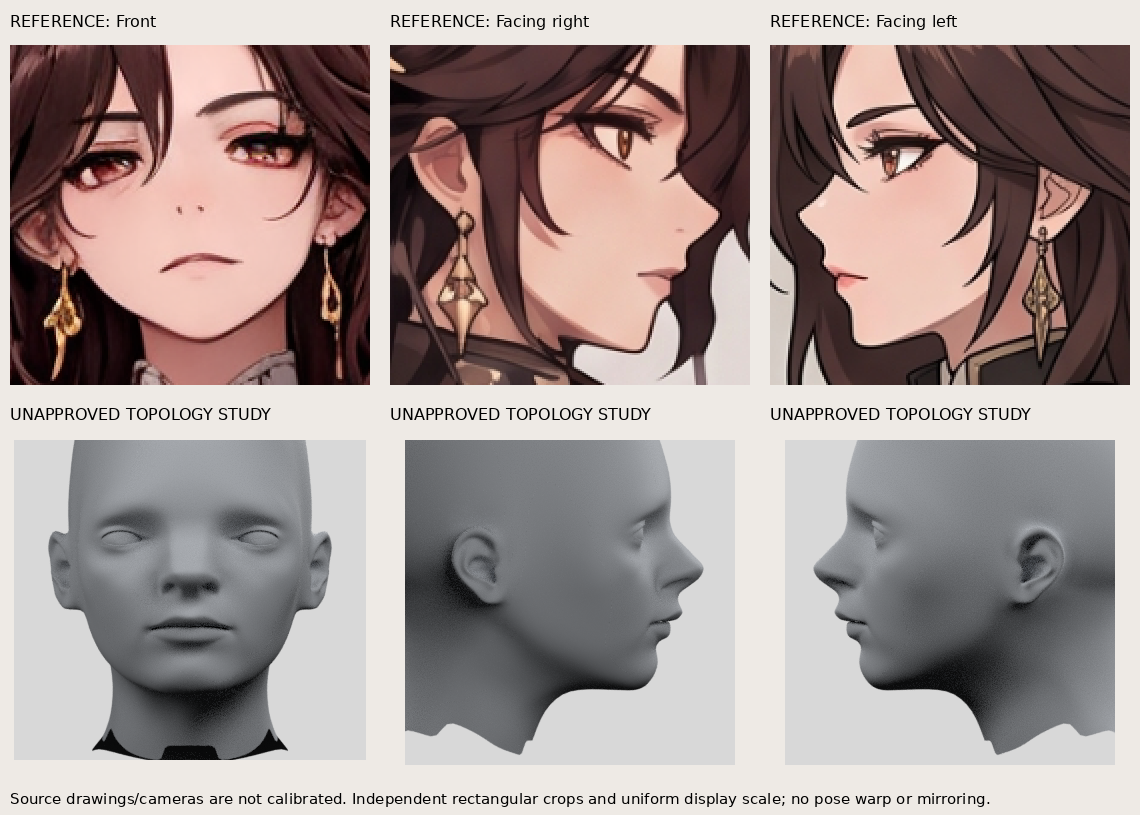 REFERENCE: Front
REFERENCE: Facing right
REFERENCE: Facing left
UNAPPROVED TOPOLOGY STUDY
UNAPPROVED TOPOLOGY STUDY
UNAPPROVED TOPOLOGY STUDY
Source drawings/cameras are not calibrated. Independent rectangular crops and uniform display scale; no pose warp or mirroring.